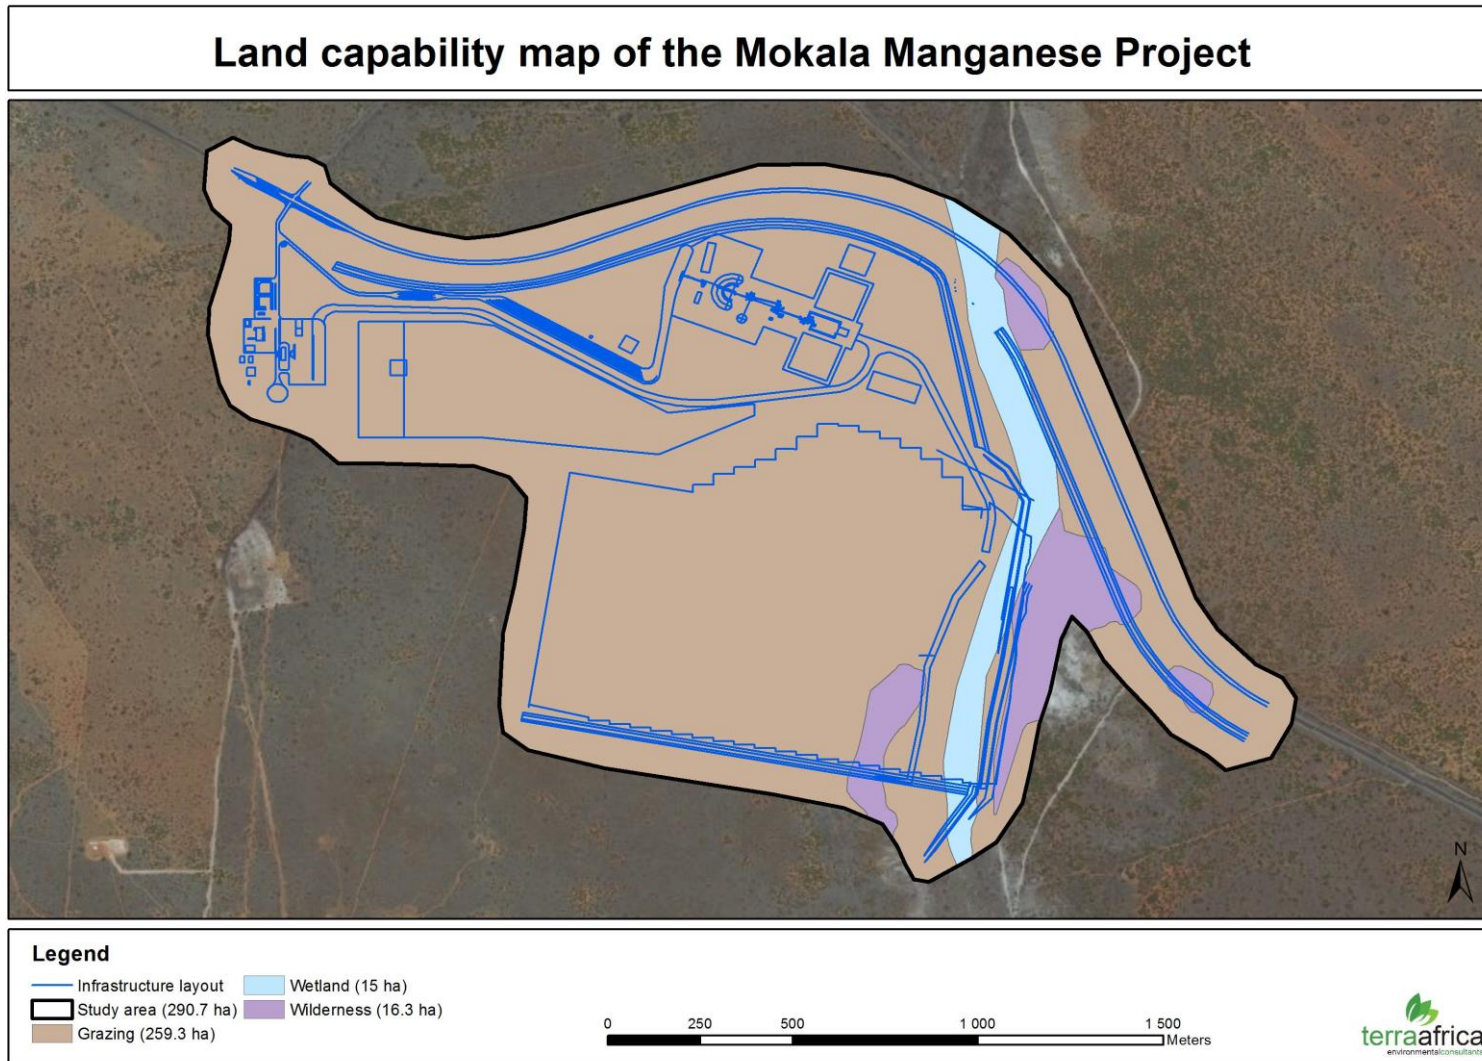 Land capability map of the Mokala Manganese Project
N
Legend
Infrastructure layout
Study area (290.7 ha)
Grazing (259.3 ha)
Wetland (15 ha)
Wilderness (16.3 ha)
0 250 500 1 000 1 500
Meters
terraafrica
environmentalconsultants